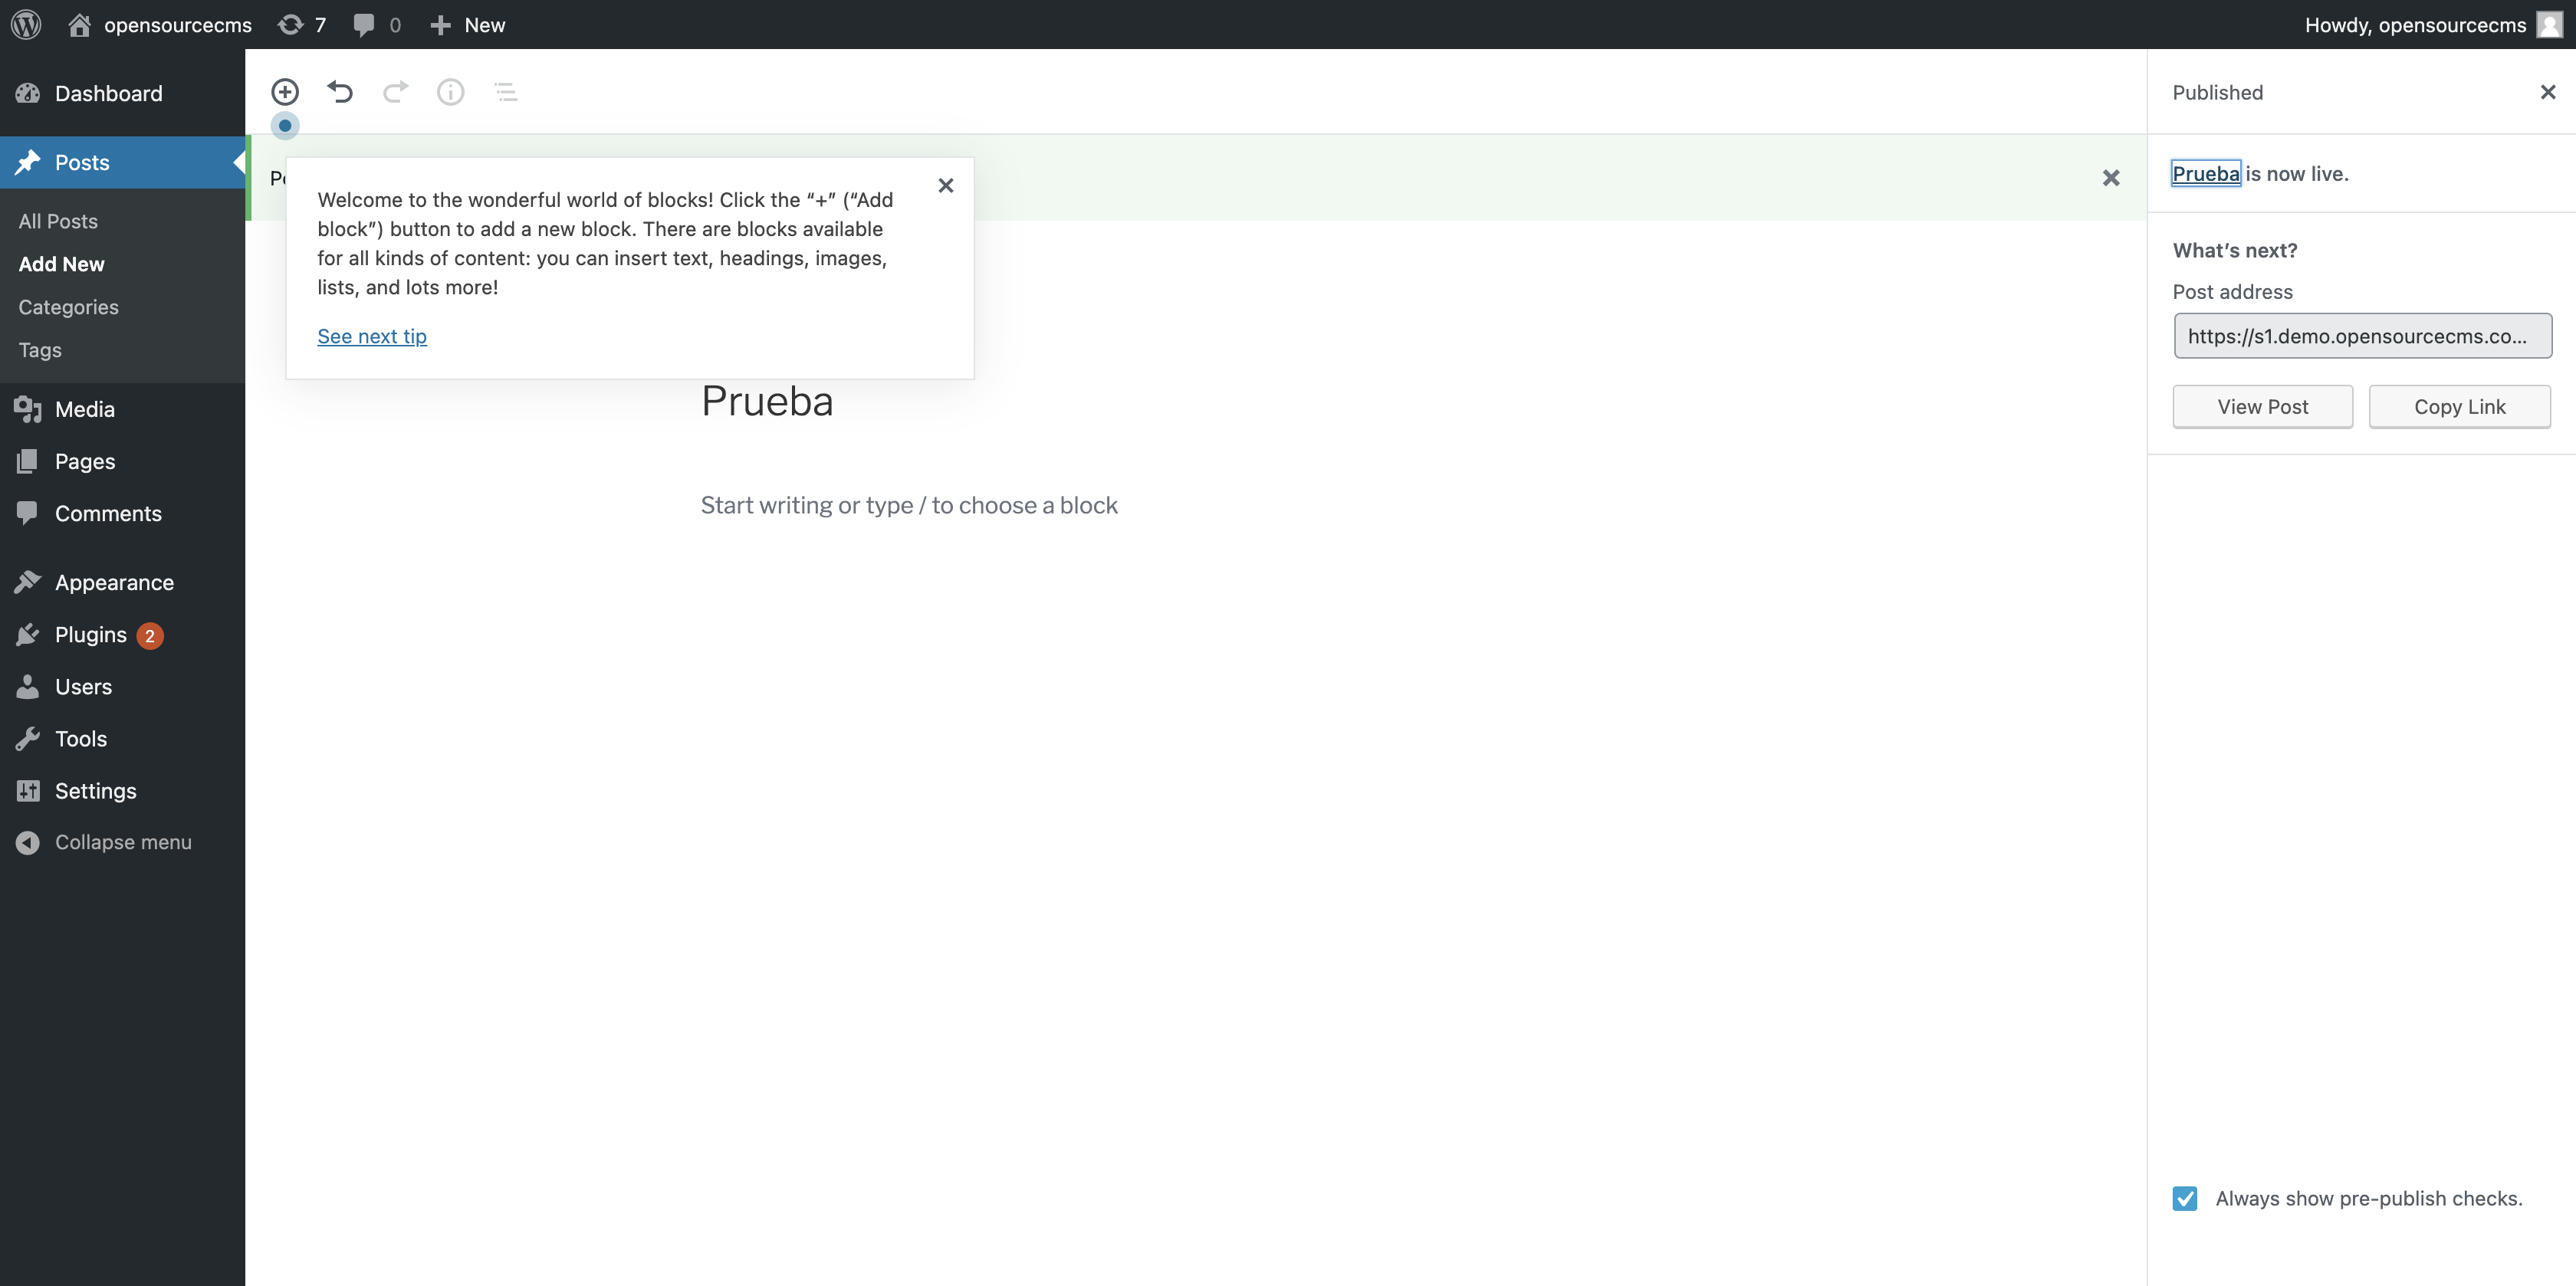 opensourcecms 7 0 New Howdy, opensourcecms
Dashboard
Posts
All Posts
Add New
Categories
Tags
Media
Pages
Comments
Appearance
Plugins 2
Users
Tools
Settings
Collapse menu
Welcome to the wonderful world of blocks! Click the “+” (“Add
block”) button to add a new block. There are blocks available
for all kinds of content: you can insert text, headings, images,
lists, and lots more!
See next tip
Prueba
Start writing or type / to choose a block
Published
Prueba is now live.
What’s next?
Post address
https://s1.demo.opensourcecms.co...
View Post Copy Link
Always show pre-publish checks.